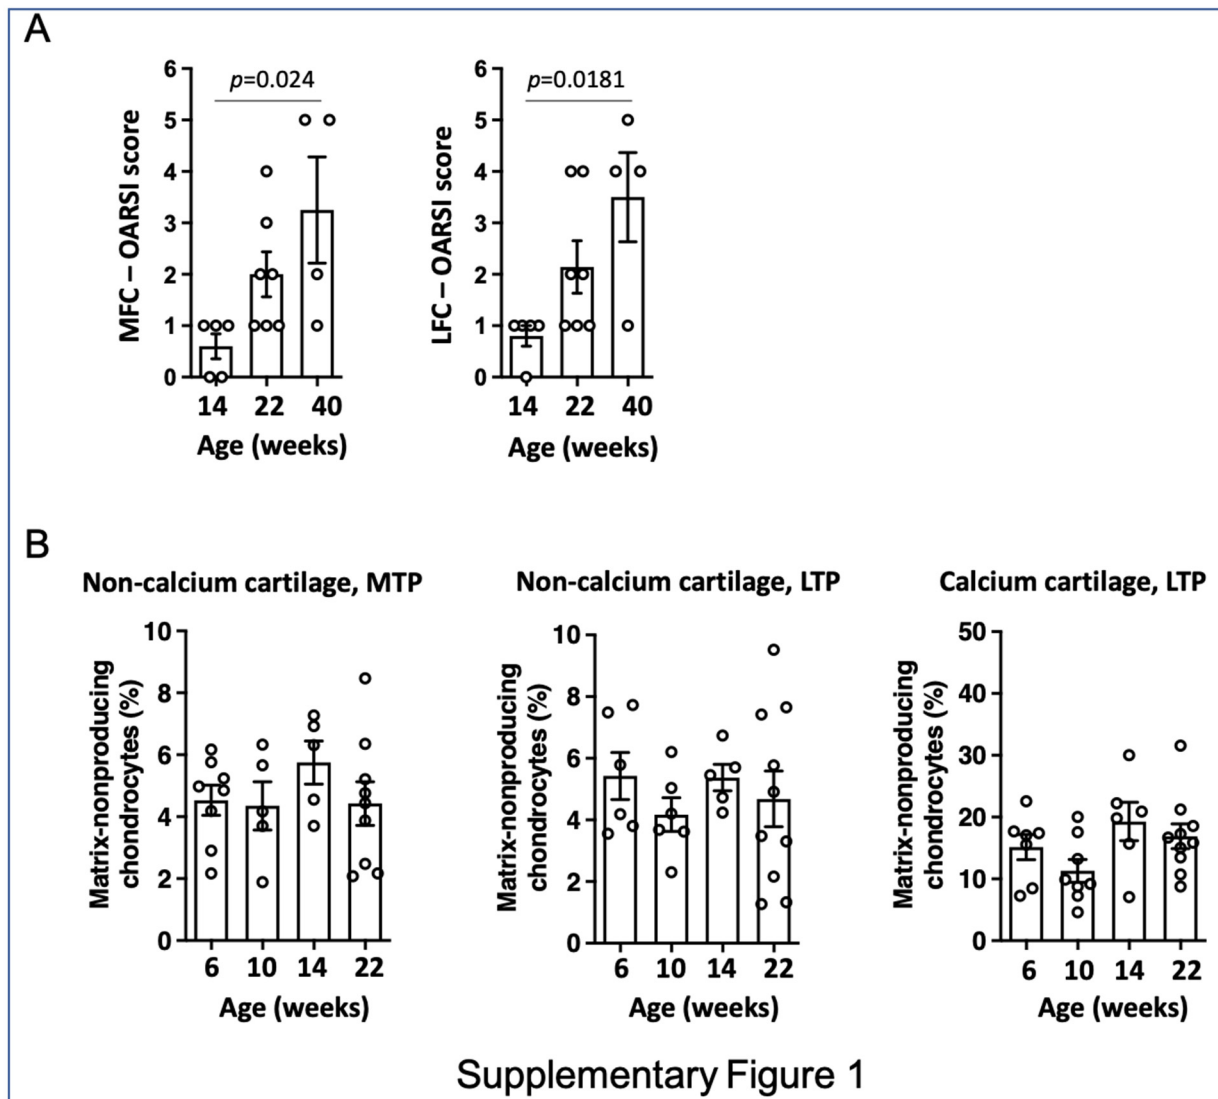 A
MFC – OARSI score
6
5
4
3
2
1
0
p=0.024
14 22 40
Age (weeks)
LFC – OARSI score
6
5
4
3
2
1
0
p=0.0181
14 22 40
Age (weeks)
B
Non-calcium cartilage, MTP
Matrix-nonproducing
chondrocytes (%)
10
8
6
4
2
0
6 10 14 22
Age (weeks)
Non-calcium cartilage, LTP
Matrix-nonproducing
chondrocytes (%)
10
8
6
4
2
0
6 10 14 22
Age (weeks)
Calcium cartilage, LTP
Matrix-nonproducing
chondrocytes (%)
50
40
30
20
10
0
6 10 14 22
Age (weeks)
Supplementary Figure 1